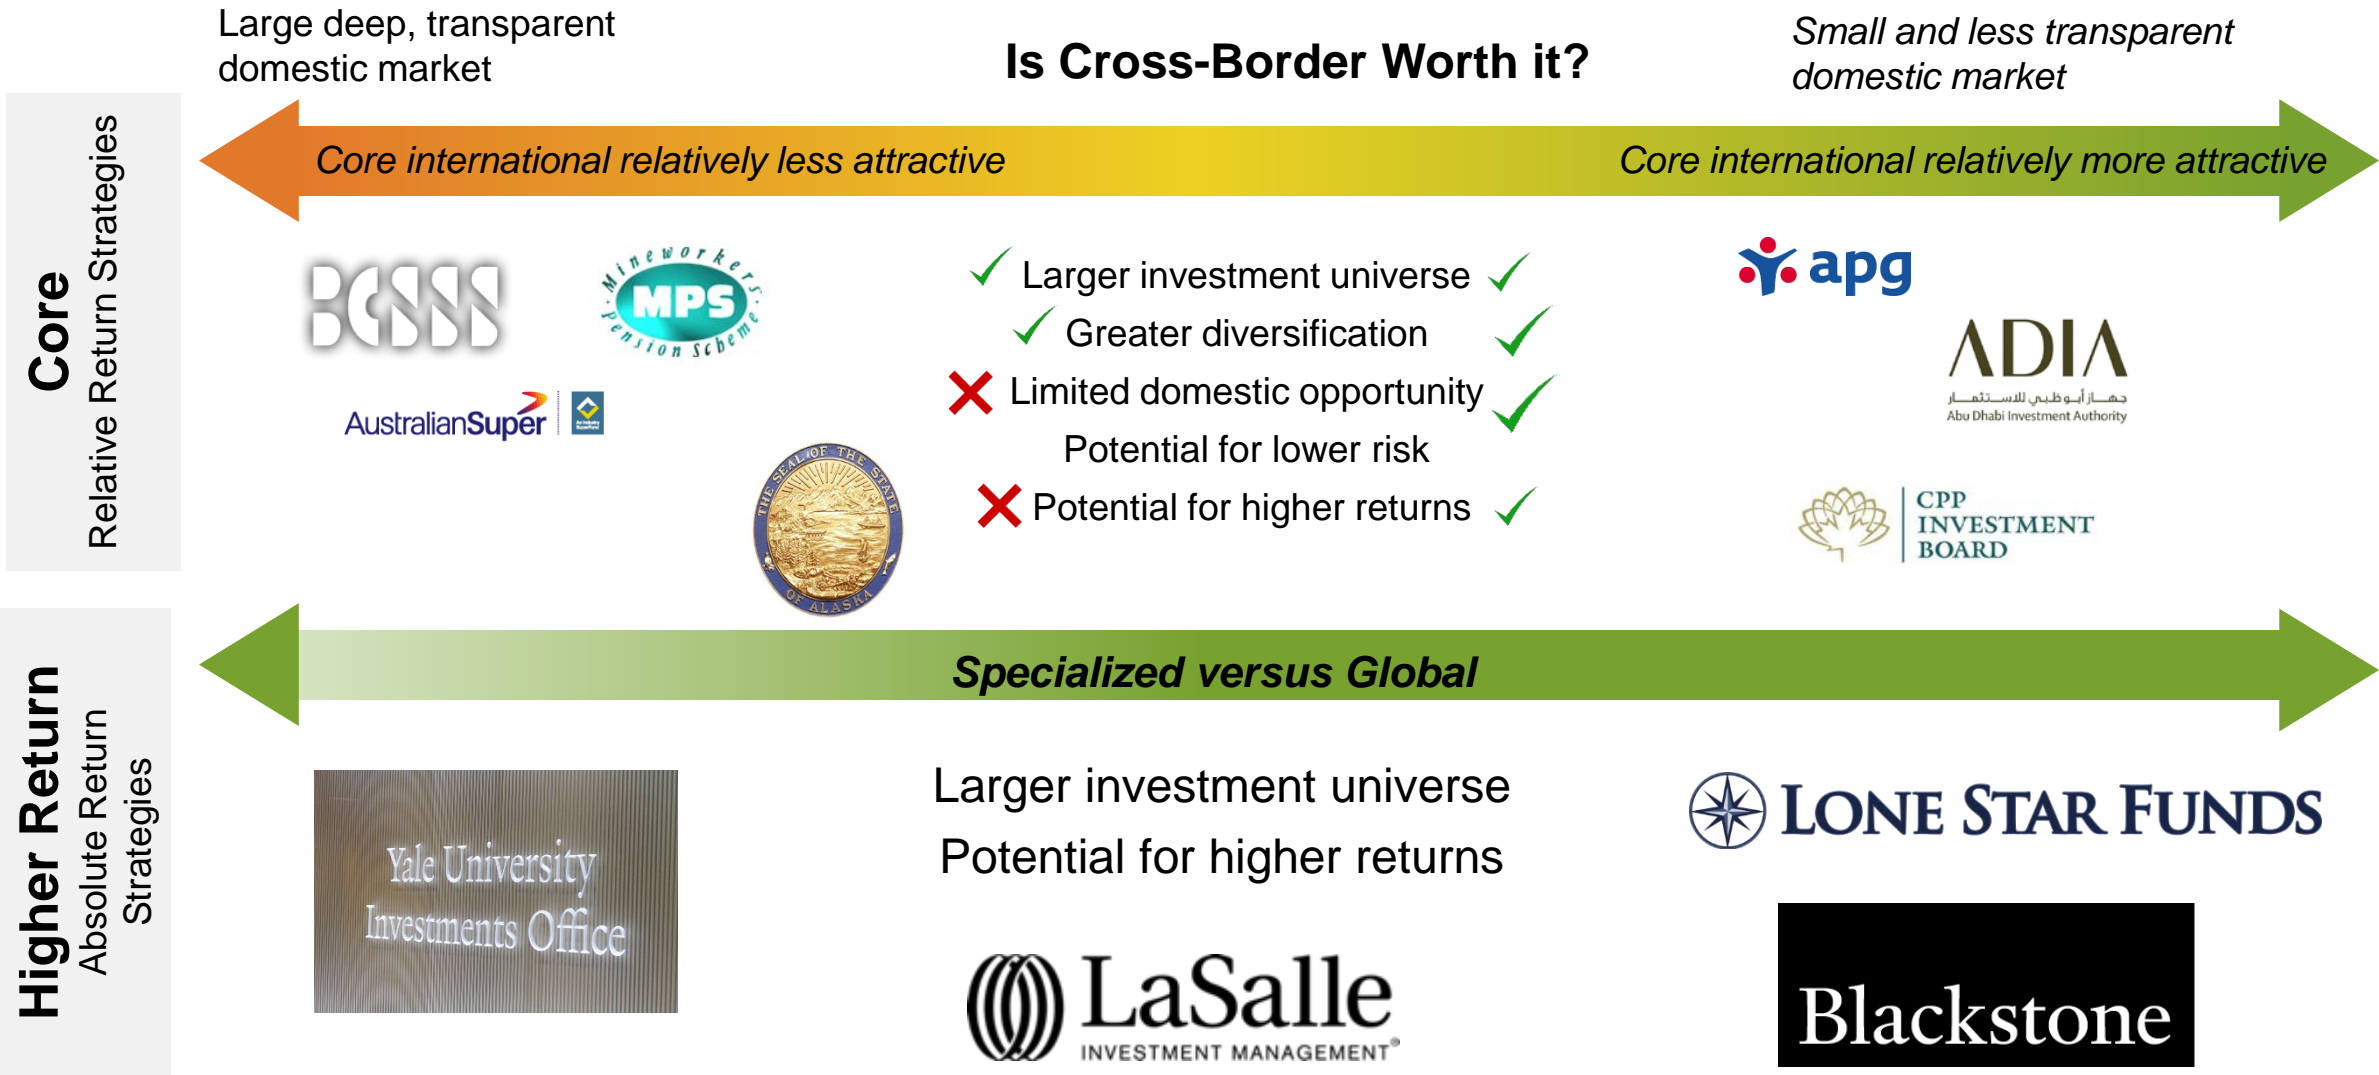 Large deep, transparent
domestic market
Is Cross-Border Worth it?
Small and less transparent
domestic market
Core
Relative Return Strategies
Core international relatively less attractive
Core international relatively more attractive
BCSSS
Mineworkers
MPS
Pension Scheme
AustralianSuper
An Industry
SuperFund
THE SEAL OF THE STATE
OF ALASKA
Larger investment universe
Greater diversification
Limited domestic opportunity
Potential for lower risk
Potential for higher returns
apg
ADIA
جهاز أبوظبي للاستثمار
Abu Dhabi Investment Authority
CPP
INVESTMENT
BOARD
Higher Return
Absolute Return
Strategies
Specialized versus Global
Yale University
Investments Office
Larger investment universe
Potential for higher returns
LaSalle
INVESTMENT MANAGEMENT®
LONE STAR FUNDS
Blackstone